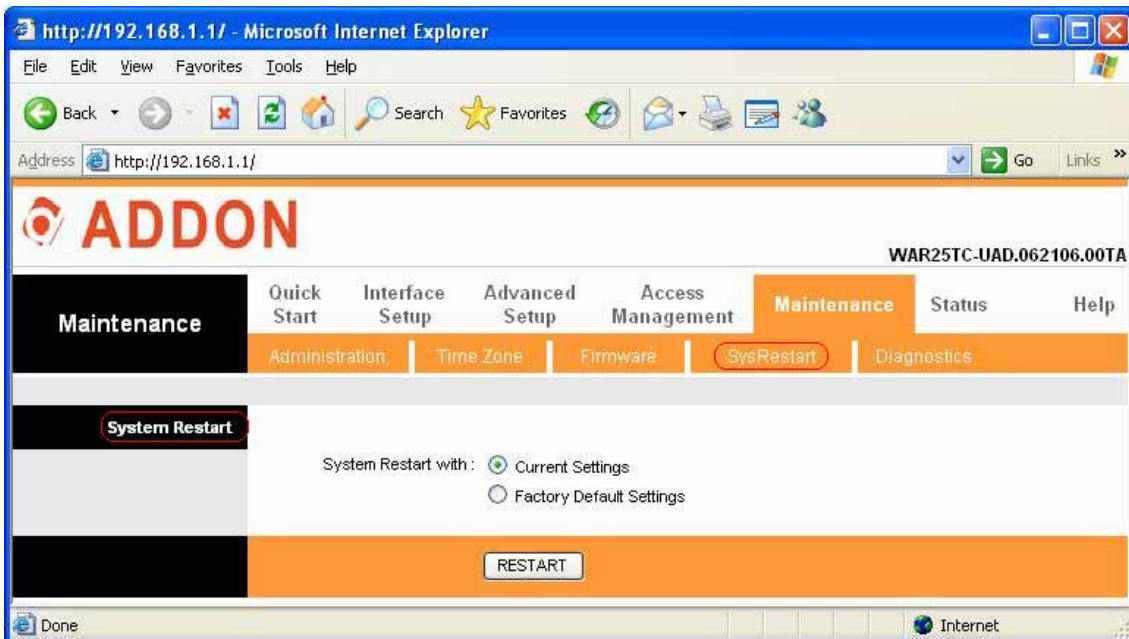 http://192.168.1.1/ - Microsoft Internet Explorer
File Edit View Favorites Tools Help
Back Search Favorites
Address http://192.168.1.1/ Go Links »
ADDON
WAR25TC-UAD.062106.00TA
Maintenance
Quick Start Interface Setup Advanced Setup Access Management Maintenance Status Help
Administration Time Zone Firmware SysRestart Diagnostics
System Restart
System Restart with : Current Settings
Factory Default Settings
RESTART
Done Internet